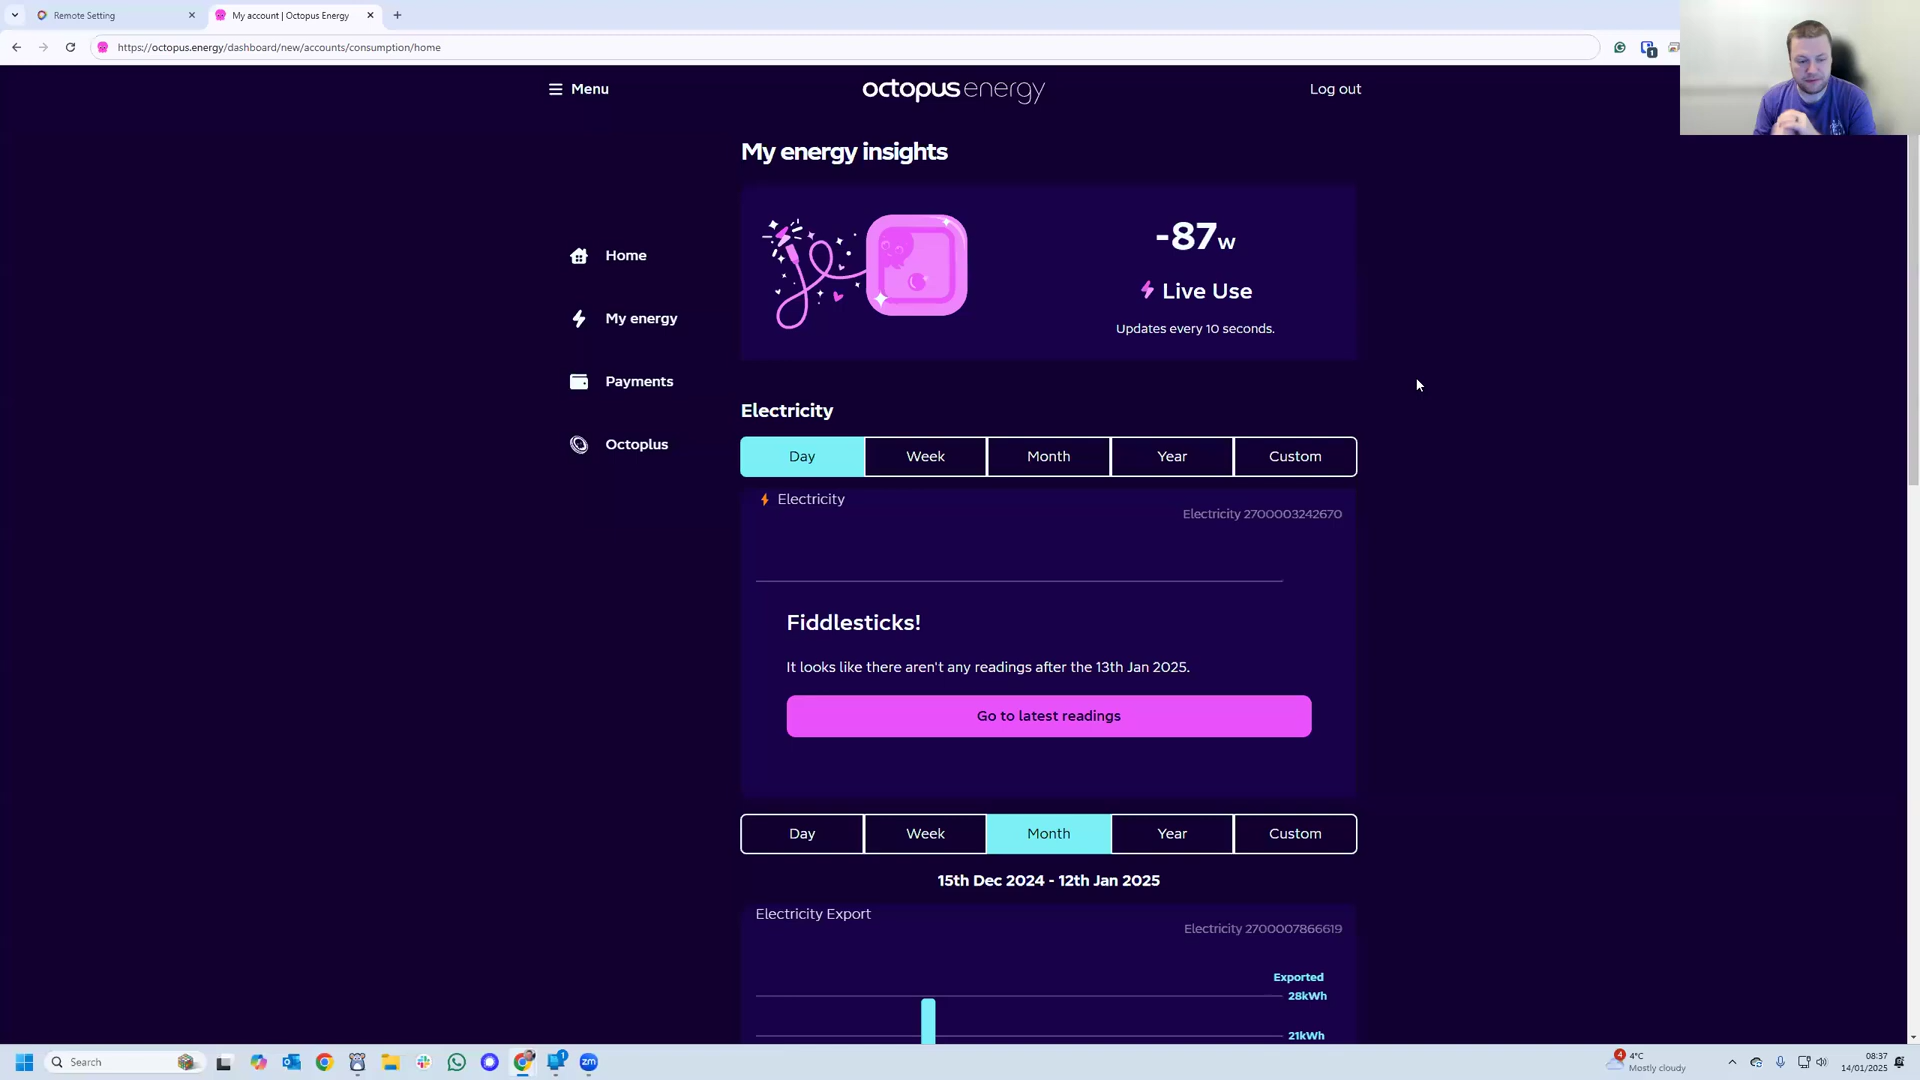 Remote Setting
My account | Octopus Energy
https://octopus.energy/dashboard/new/accounts/consumption/home
1
Menu
octopus energy
Log out
My energy insights
-87w
Live Use
Updates every 10 seconds.
Home
My energy
Payments
Octoplus
Electricity
Day
Week
Month
Year
Custom
Electricity
Electricity 2700003242670
Fiddlesticks!
It looks like there aren't any readings after the 13th Jan 2025.
Go to latest readings
Day
Week
Month
Year
Custom
15th Dec 2024 - 12th Jan 2025
Electricity Export
Electricity 2700007866619
Exported
28kWh
21kWh
Search
1
zm
4
4°C
Mostly cloudy
08:37
14/01/2025